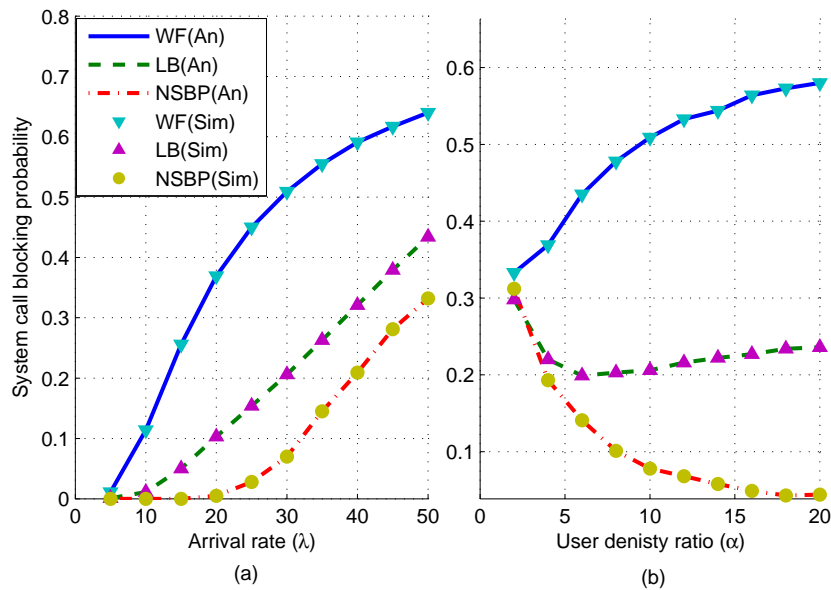 0.8
0.7
0.6
0.5
0.4
0.3
0.2
0.1
0
System call blocking probability
WF(An)
LB(An)
NSBP(An)
WF(Sim)
LB(Sim)
NSBP(Sim)
0 10 20 30 40 50
Arrival rate (λ)
(a)
0.6
0.5
0.4
0.3
0.2
0.1
0 5 10 15 20
User denisty ratio (α)
(b)